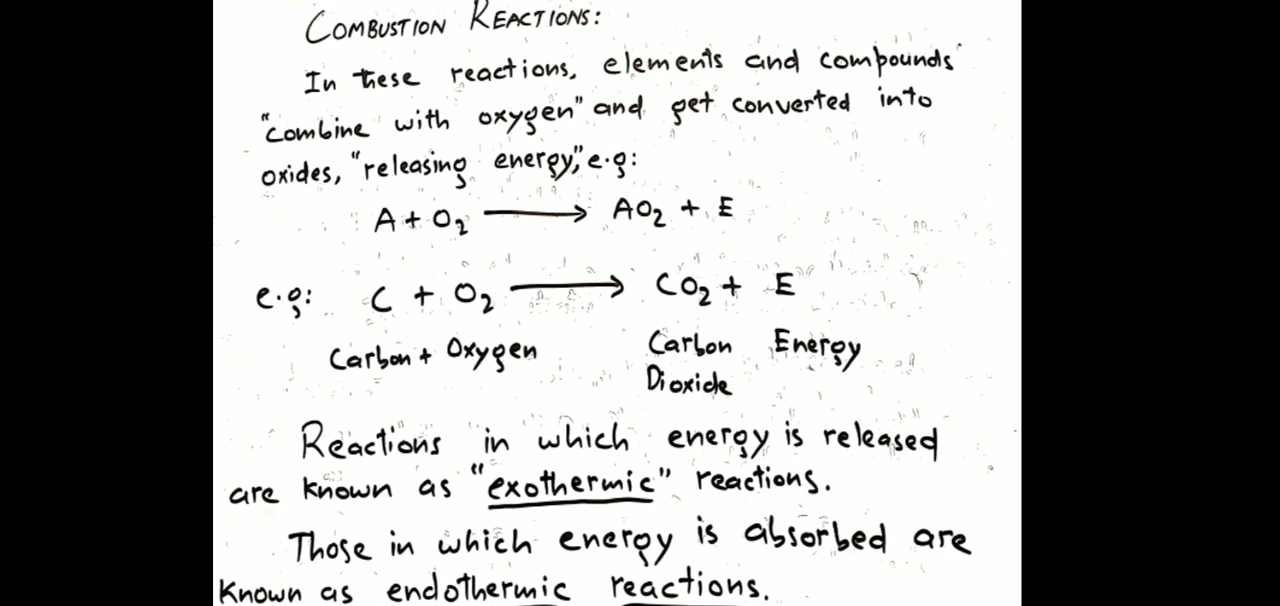 COMBUSTION REACTIONS:
In these reactions, elements and compounds
"combine with oxygen" and get converted into
oxides, "releasing energy," e.g:
A + O₂ ⟶ AO₂ + E
e.g: C + O₂ ⟶ CO₂ + E
Carbon + Oxygen Carbon Energy
Dioxide
Reactions in which energy is released
are known as "exothermic" reactions.
Those in which energy is absorbed are
known as endothermic reactions.